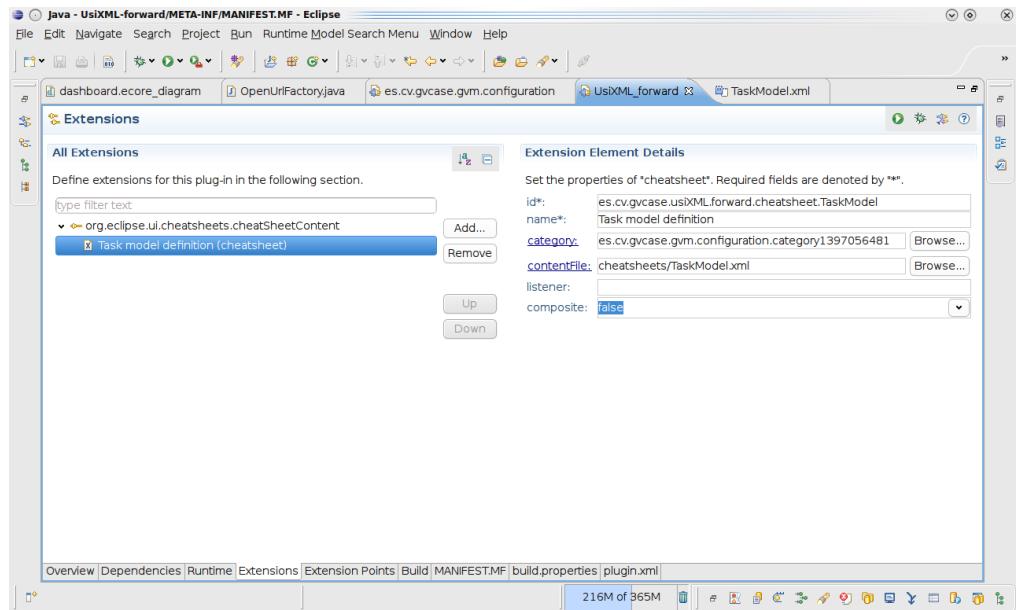 Java - UsiXML-forward/META-INF/MANIFEST.MF - Eclipse
File Edit Navigate Search Project Run Runtime Model Search Menu Window Help
dashboard.ecore_diagram OpenUrlFactory.java es.cv.gvcase.gvm.configuration UsiXML_forward TaskModel.xml
Extensions
All Extensions
Define extensions for this plug-in in the following section.
type filter text
org.eclipse.ui.cheatsheets.cheatSheetContent
Task model definition (cheatsheet)
Add...
Remove
Up
Down
Extension Element Details
Set the properties of "cheatsheet". Required fields are denoted by "*".
id*: es.cv.gvcase.usiXML.forward.cheatsheet.TaskModel
name*: Task model definition
category: es.cv.gvcase.gvm.configuration.category1397056481 Browse...
contentFile: cheatsheets/TaskModel.xml Browse...
listener:
composite: false
Overview Dependencies Runtime Extensions Extension Points Build MANIFEST.MF build.properties plugin.xml
216M of 365M